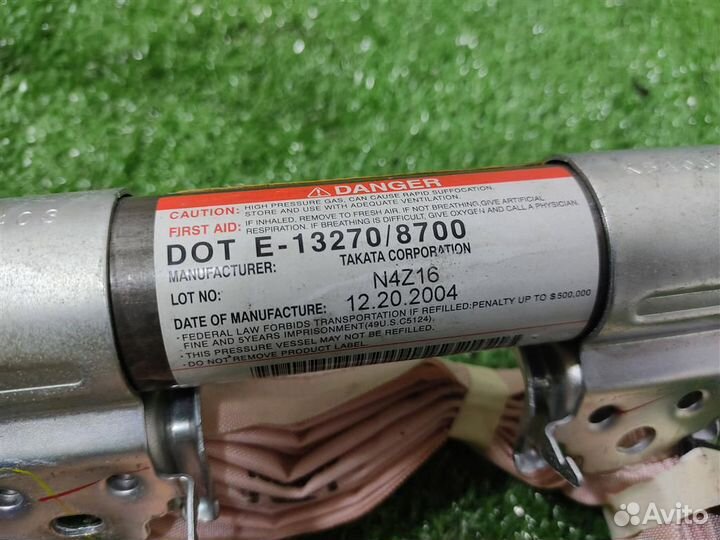 ⚠DANGER
CAUTION: HIGH PRESSURE GAS, CAN CAUSE RAPID SUFFOCATION.
STORE AND USE WITH ADEQUATE VENTILATION.
FIRST AID: IF INHALED. REMOVE TO FRESH AIR. IF NOT BREATHING,GIVE ARTIFICIAL
RESPIRATION. IF BREATHING IS DIFFICULT, GIVE OXYGEN AND CALL A PHYSICIAN.
DOT E-13270/8700
MANUFACTURER: TAKATA CORPORATION
LOT NO: N4Z16
DATE OF MANUFACTURE: 12.20.2004
·FEDERAL LAW FORBIDS TRANSPORTATION IF REFILLED:PENALTY UP TO $500,000
FINE AND 5YEARS IMPRISONMENT(49U.S.C5124).
·THIS PRESSURE VESSEL MAY NOT BE REFILLED.
·DO NOT REMOVE PRODUCT LABEL
Avito